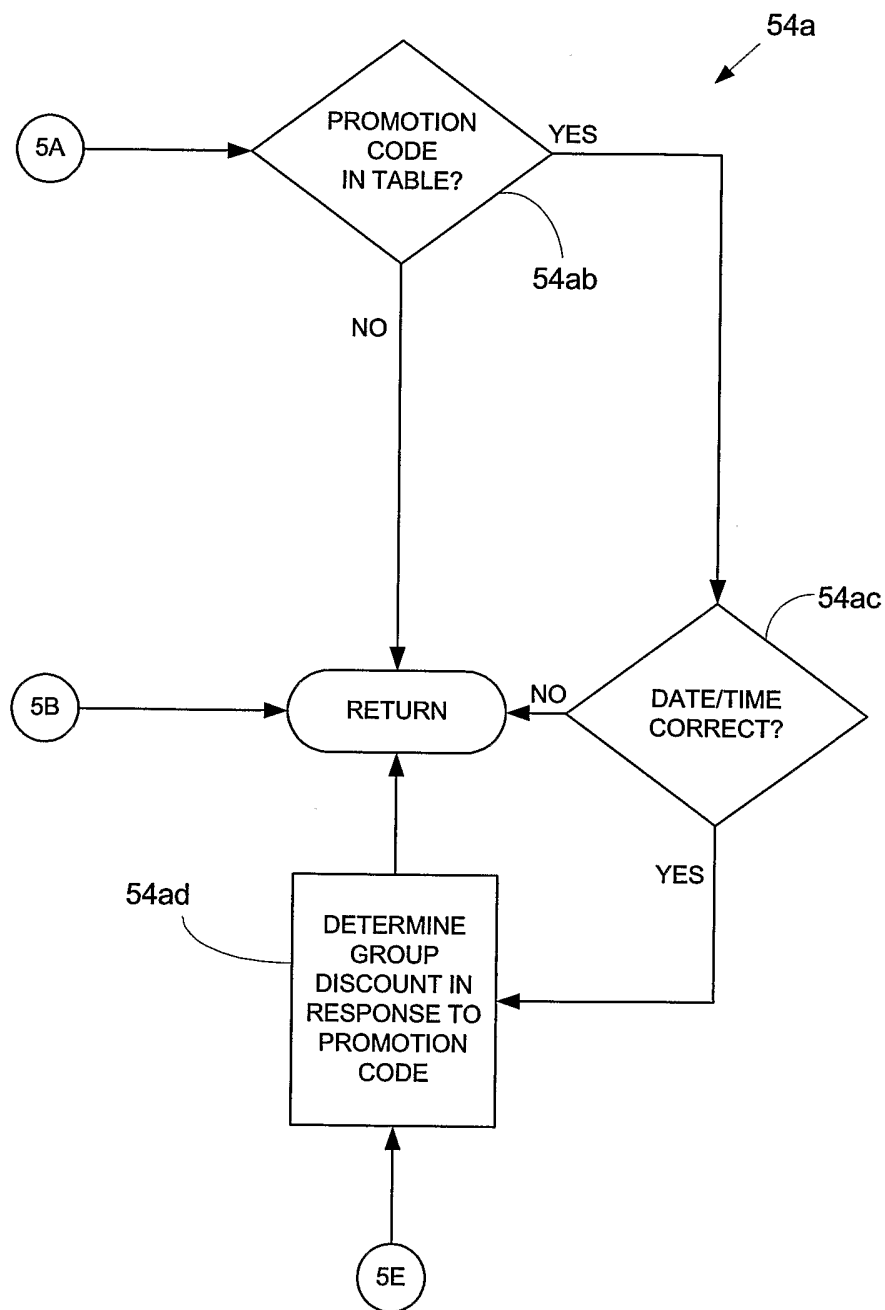 54a
5A
PROMOTION
CODE
IN TABLE?
YES
54ab
NO
54ac
5B
RETURN
NO
DATE/TIME
CORRECT?
YES
54ad
DETERMINE
GROUP
DISCOUNT IN
RESPONSE TO
PROMOTION
CODE
5E